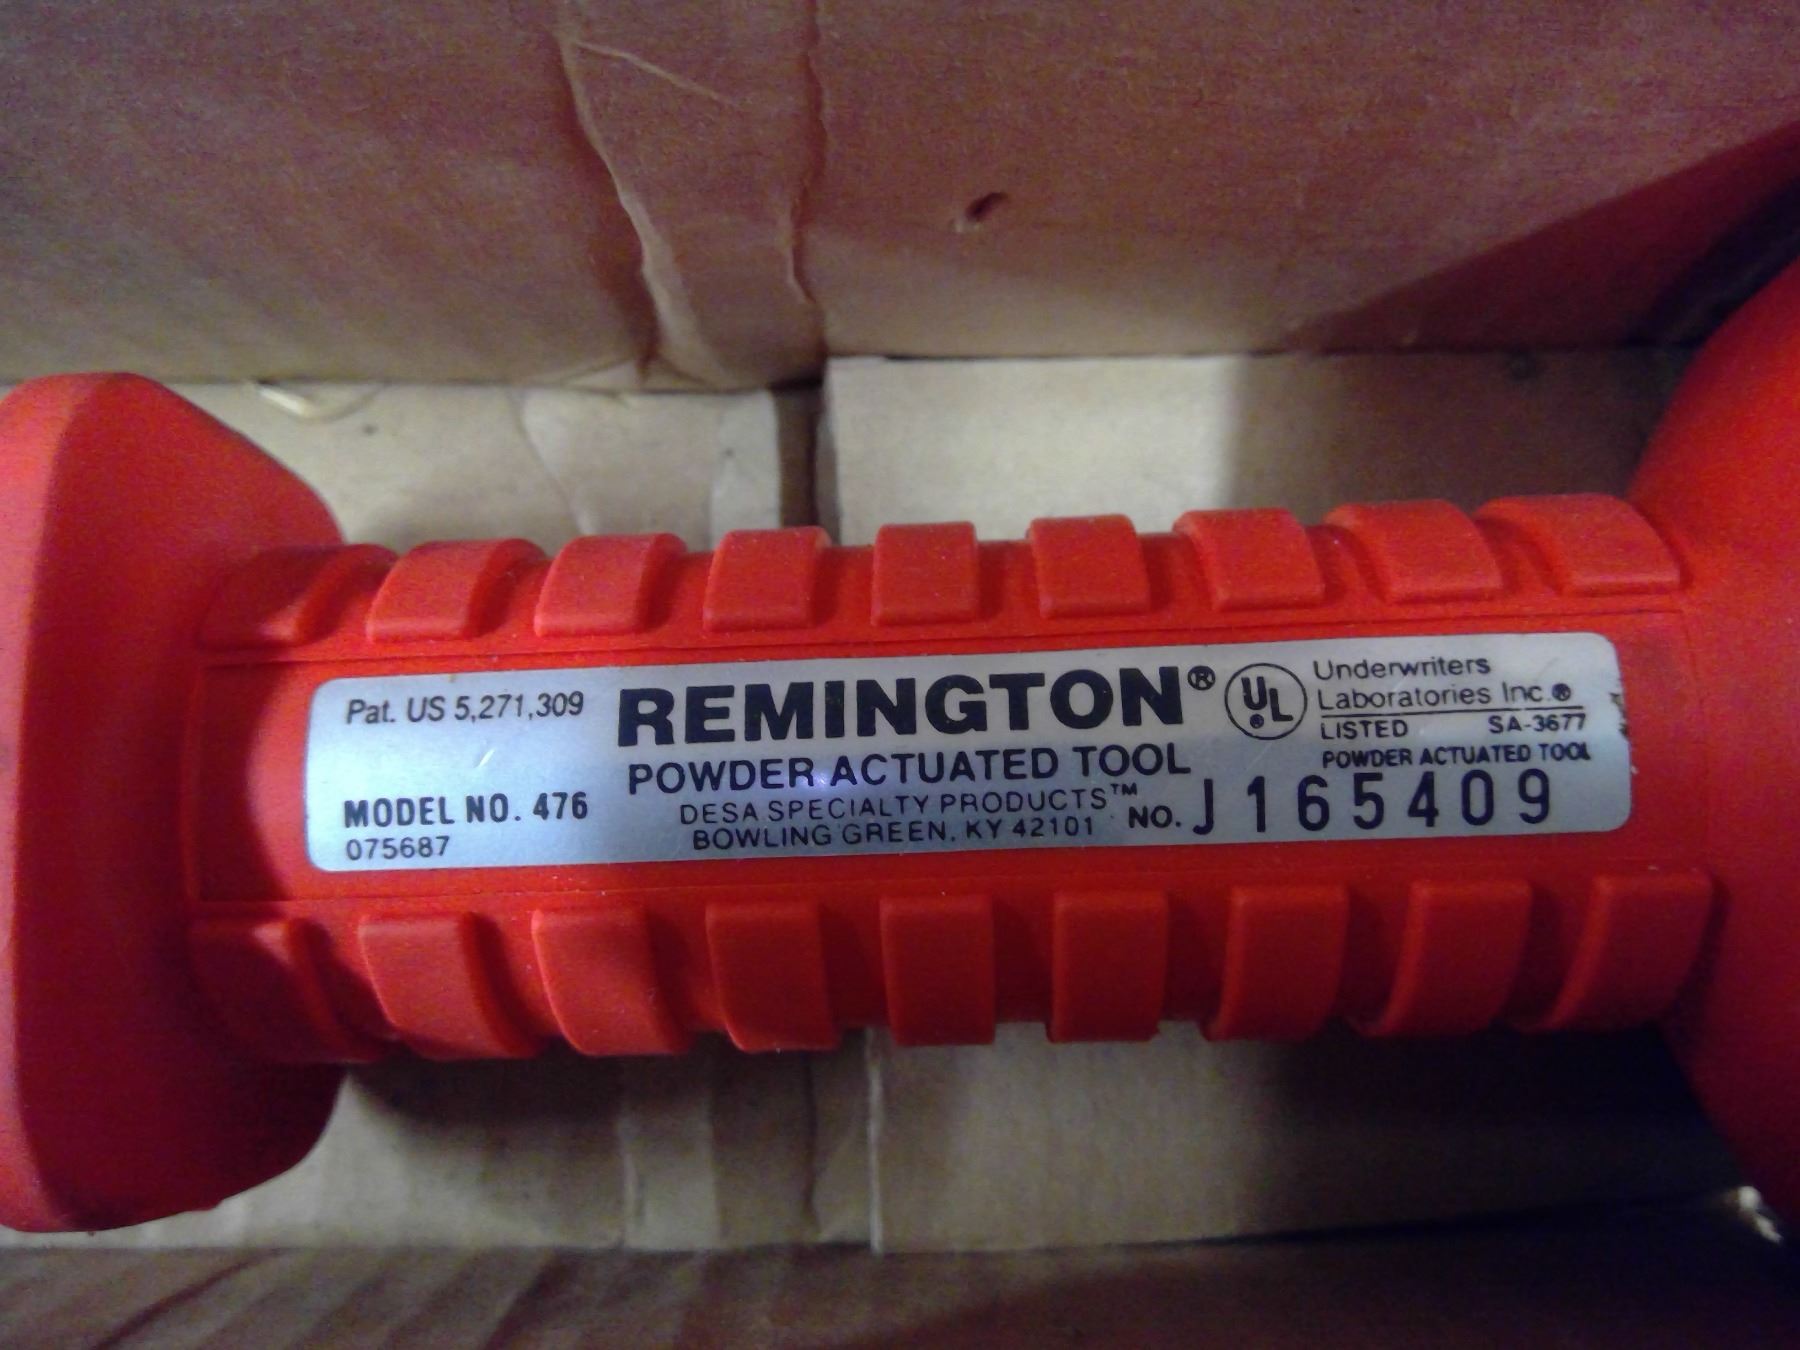 Pat. US 5,271,309
MODEL NO. 476
075687
REMINGTON®
POWDER ACTUATED TOOL
DESA SPECIALTY PRODUCTS™
BOWLING GREEN, KY 42101
NO. J165409
UL®
Underwriters
Laboratories Inc.®
LISTED SA-3677
POWDER ACTUATED TOOL